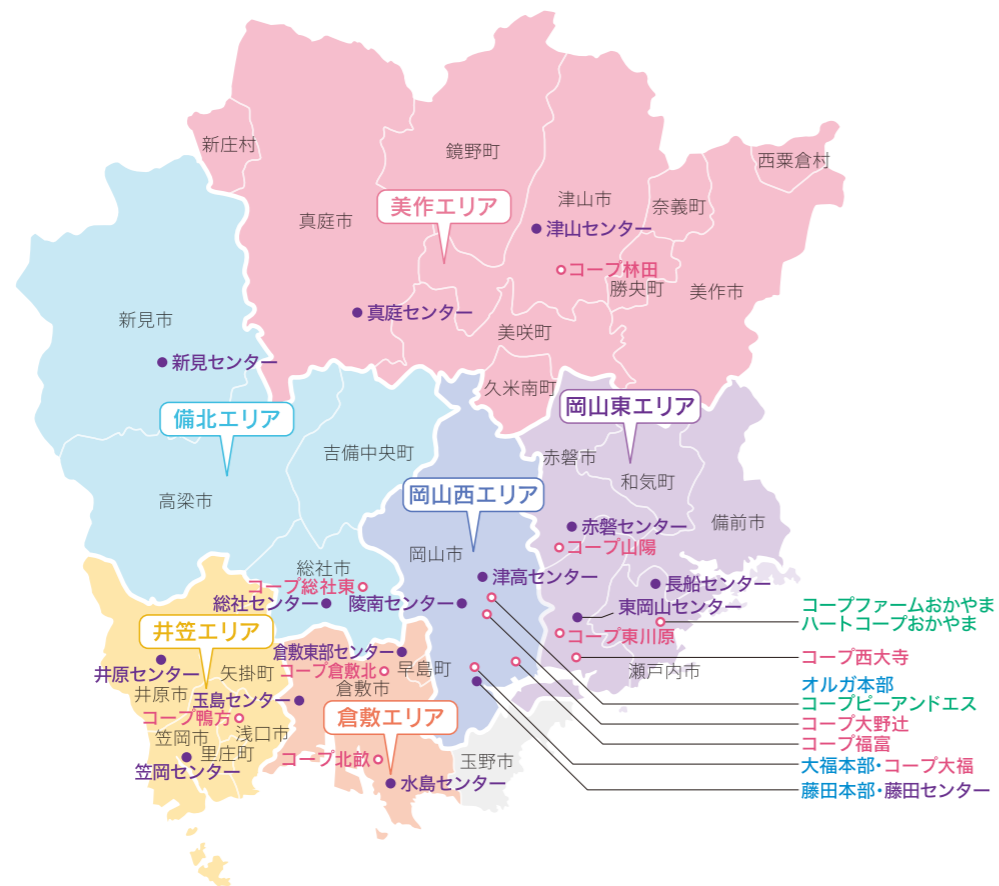 新庄村
鏡野町
西粟倉村
津山市
奈義町
美作エリア
真庭市
津山センター
コープ林田
勝央町
美作市
真庭センター
新見市
美咲町
新見センター
久米南町
備北エリア
岡山東エリア
吉備中央町
赤磐市
和気町
高梁市
岡山西エリア
備前市
赤磐センター
コープ山陽
岡山市
総社市
津高センター
コープ総社東
長船センター
総社センター
陵南センター
東岡山センター
コープファームおかやま
ハートコープおかやま
井笠エリア
コープ東川原
倉敷東部センター
コープ西大寺
井原センター
矢掛町
コープ倉敷北
早島町
瀬戸内市
オルガ本部
井原市
倉敷市
玉島センター
コープピーアンドエス
コープ鴨方
倉敷エリア
コープ大野辻
笠岡市
浅口市
コープ福富
里庄町
コープ北畝
玉野市
大福本部・コープ大福
笠岡センター
水島センター
藤田本部・藤田センター